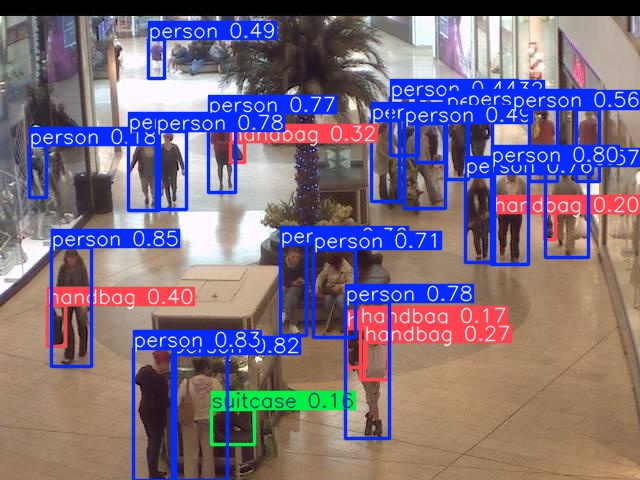 person 0.49
person 0.77
person 0.56
person 0.49
person 0.18
person 0.78
handbag 0.32
person 0.80
handbag 0.20
person 0.85
person 0.71
handbag 0.40
person 0.78
handbag 0.17
handbag 0.27
person 0.83
0.82
suitcase 0.16